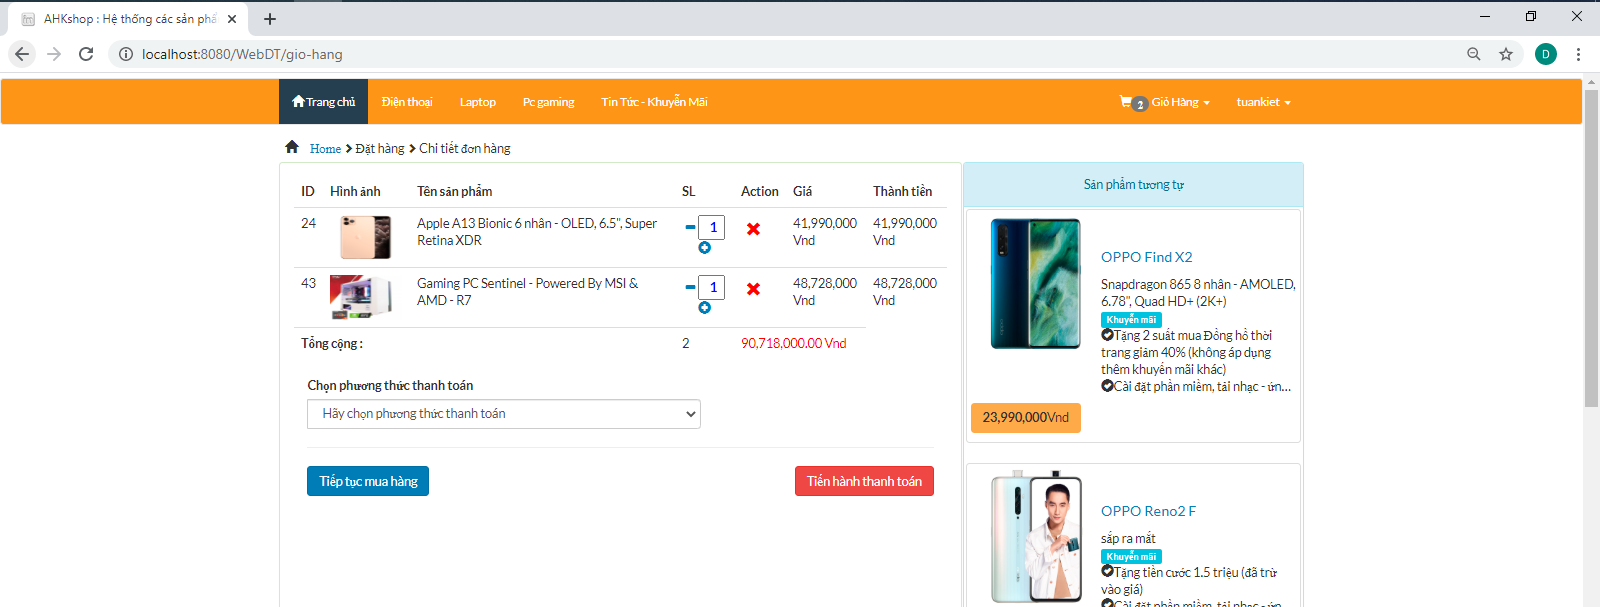 AHKshop : Hệ thống các sản phẩ
localhost:8080/WebDT/gio-hang
D
Trang chủ
Điện thoại
Laptop
Pc gaming
Tin Tức - Khuyến Mãi
2 Giỏ Hàng
tuankiet
Home > Đặt hàng > Chi tiết đơn hàng
ID Hình ảnh Tên sản phẩm SL Action Giá Thành tiền
24 Apple A13 Bionic 6 nhân - OLED, 6.5", Super 1 41,990,000 41,990,000
Retina XDR Vnd Vnd
43 Gaming PC Sentinel - Powered By MSI & 1 48,728,000 48,728,000
AMD - R7 Vnd Vnd
Tổng cộng : 2 90,718,000.00 Vnd
Chọn phương thức thanh toán
Hãy chọn phương thức thanh toán
Tiếp tục mua hàng
Tiến hành thanh toán
Sản phẩm tương tự
OPPO Find X2
Snapdragon 865 8 nhân - AMOLED,
6.78", Quad HD+ (2K+)
Khuyến mãi
Tặng 2 suất mua Đồng hồ thời
trang giảm 40% (không áp dụng
thêm khuyến mãi khác)
Cài đặt phần miềm, tải nhạc - ứn...
23,990,000Vnd
OPPO Reno2 F
sắp ra mắt
Khuyến mãi
Tặng tiền cước 1.5 triệu (đã trừ
vào giá)
Cài đặt phần miềm, tải nhạc - ứn...